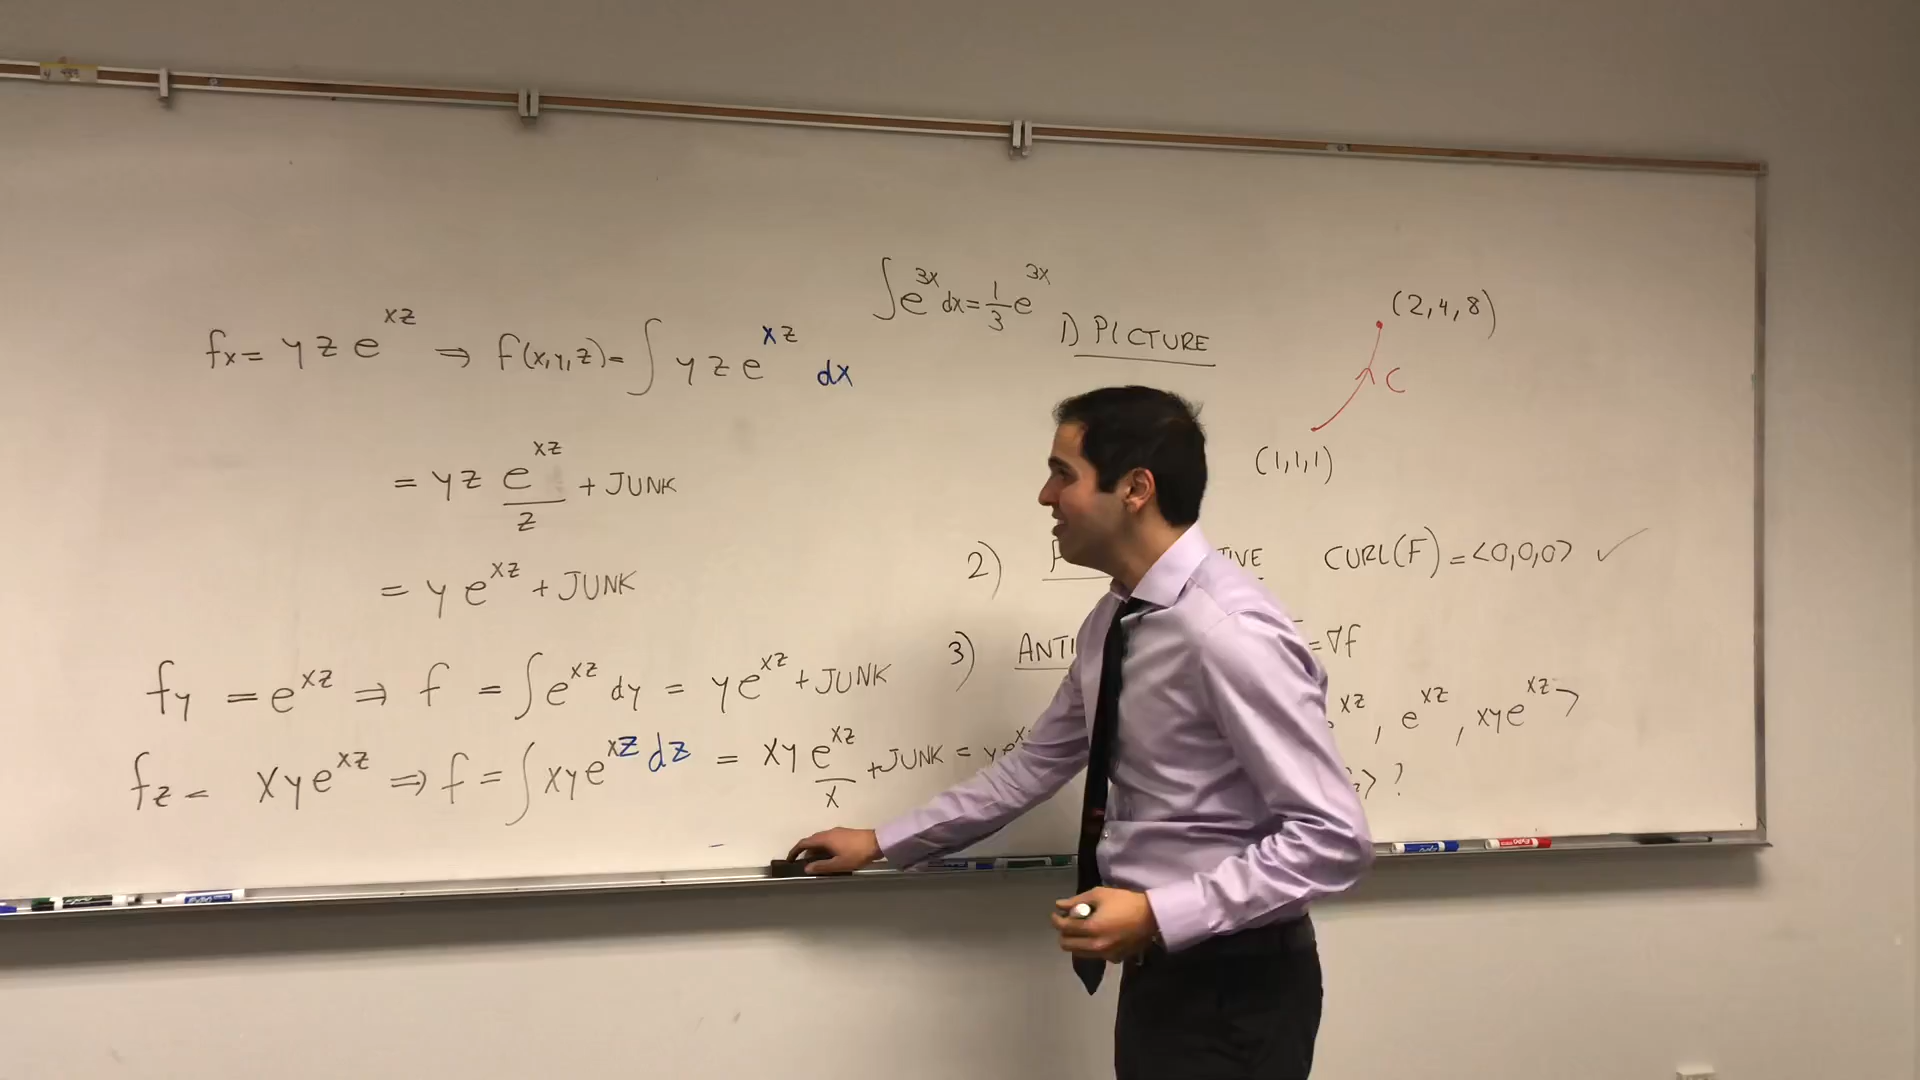 fx = yze^{xz} ⇒ f(x,y,z) = ∫ yze^{xz} dx
= yz e^{xz}/z + JUNK
= ye^{xz} + JUNK
fy = e^{xz} ⇒ f = ∫e^{xz} dy = ye^{xz} + JUNK
fz = xye^{xz} ⇒ f = ∫xye^{xz} dz = xy e^{xz}/x + JUNK = ye^x
∫e^{3x} dx = 1/3 e^{3x}
1) PICTURE
(2,4,8)
C
(1,1,1)
2) CURL(F) = <0,0,0> ✓
3) = ∇f
^{xz}, e^{xz}, xye^{xz}>
z> ?